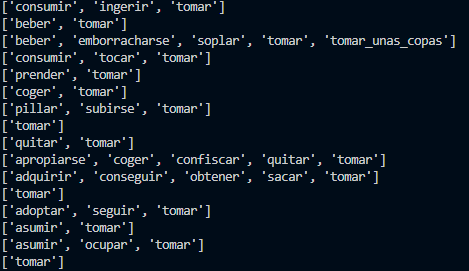 ['consumir', 'ingerir', 'tomar']
['beber', 'tomar']
['beber', 'emborracharse', 'soplar', 'tomar', 'tomar_unas_copas']
['consumir', 'tocar', 'tomar']
['prender', 'tomar']
['coger', 'tomar']
['pillar', 'subirse', 'tomar']
['tomar']
['quitar', 'tomar']
['apropiarse', 'coger', 'confiscar', 'quitar', 'tomar']
['adquirir', 'conseguir', 'obtener', 'sacar', 'tomar']
['tomar']
['adoptar', 'seguir', 'tomar']
['asumir', 'tomar']
['asumir', 'ocupar', 'tomar']
['tomar']